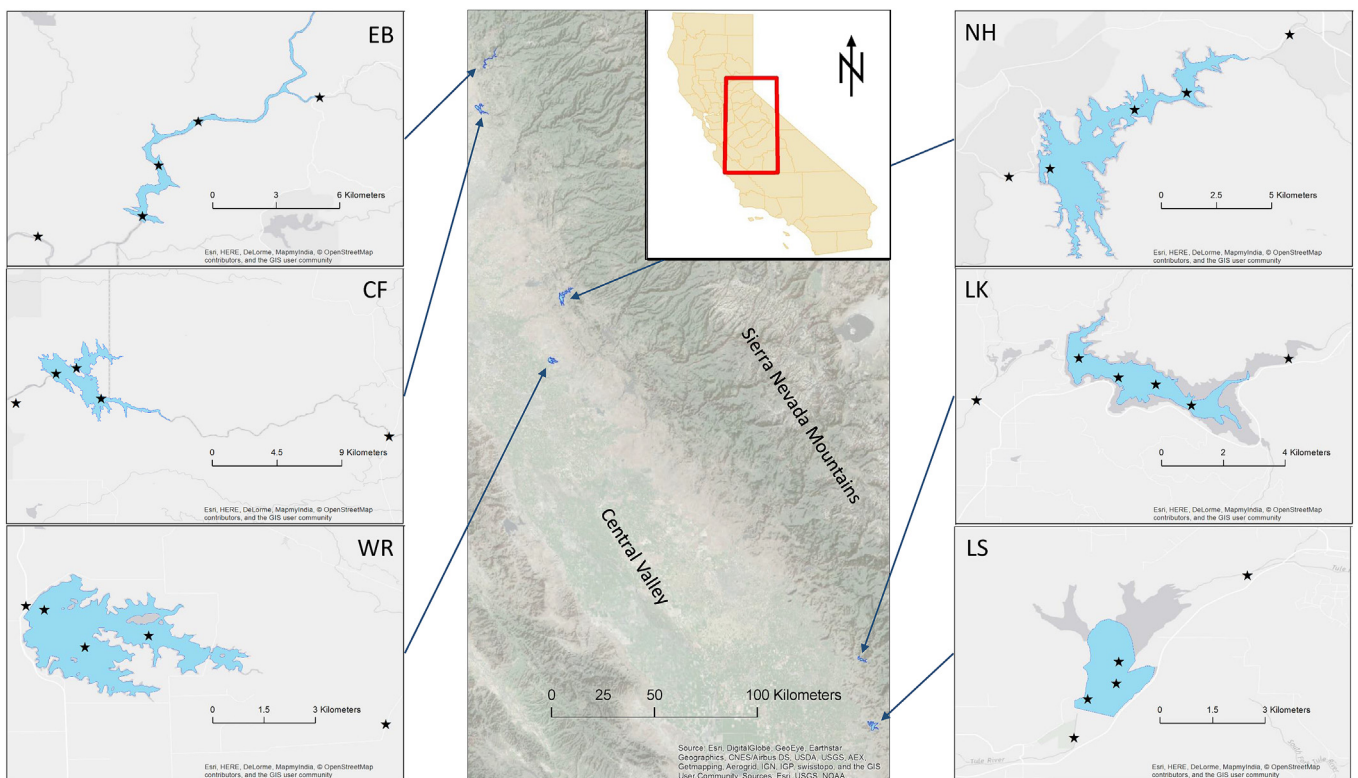 EB
0 3 6 Kilometers
Esri, HERE, DeLorme, MapmyIndia, © OpenStreetMap
contributors, and the GIS user community
CF
0 4.5 9 Kilometers
Esri, HERE, DeLorme, MapmyIndia, © OpenStreetMap
contributors, and the GIS user community
WR
0 1.5 3 Kilometers
Esri, HERE, DeLorme, MapmyIndia, © OpenStreetMap
contributors, and the GIS user community
N
Sierra Nevada Mountains
Central Valley
0 25 50 100 Kilometers
Source: Esri, DigitalGlobe, GeoEye, Earthstar
Geographics, CNES/Airbus DS, USDA, USGS, AEX,
Getmapping, Aerogrid, IGN, IGP, swisstopo, and the GIS
User Community, Sources: Esri, USGS, NOAA
NH
0 2.5 5 Kilometers
Esri, HERE, DeLorme, MapmyIndia, © OpenStreetMap
contributors, and the GIS user community
LK
0 2 4 Kilometers
Esri, HERE, DeLorme, MapmyIndia, © OpenStreetMap
contributors, and the GIS user community
LS
Tule
0 1.5 3 Kilometers
Tule River
Esri, HERE, DeLorme, MapmyIndia, © OpenStreetMap
contributors, and the GIS user community